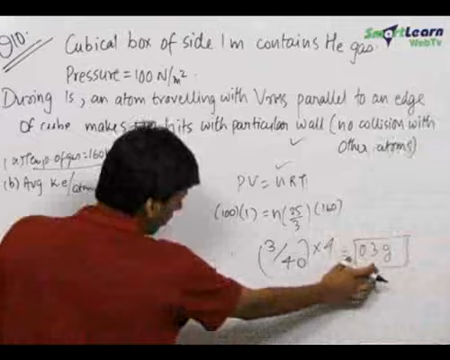 Q10.
Cubical box of side 1m contains He gas.
SmartLearn
WebTv
Pressure = 100 N/m².
During 1s, an atom travelling with Vrms parallel to an edge
of cube makes hits with particular wall (no collision with
other atoms)
of gas = 160K
(b) Avg K.e/atom
PV = nRT
(100)(1) = n(25/3)(160)
(3/40) × 4 = 0.3g